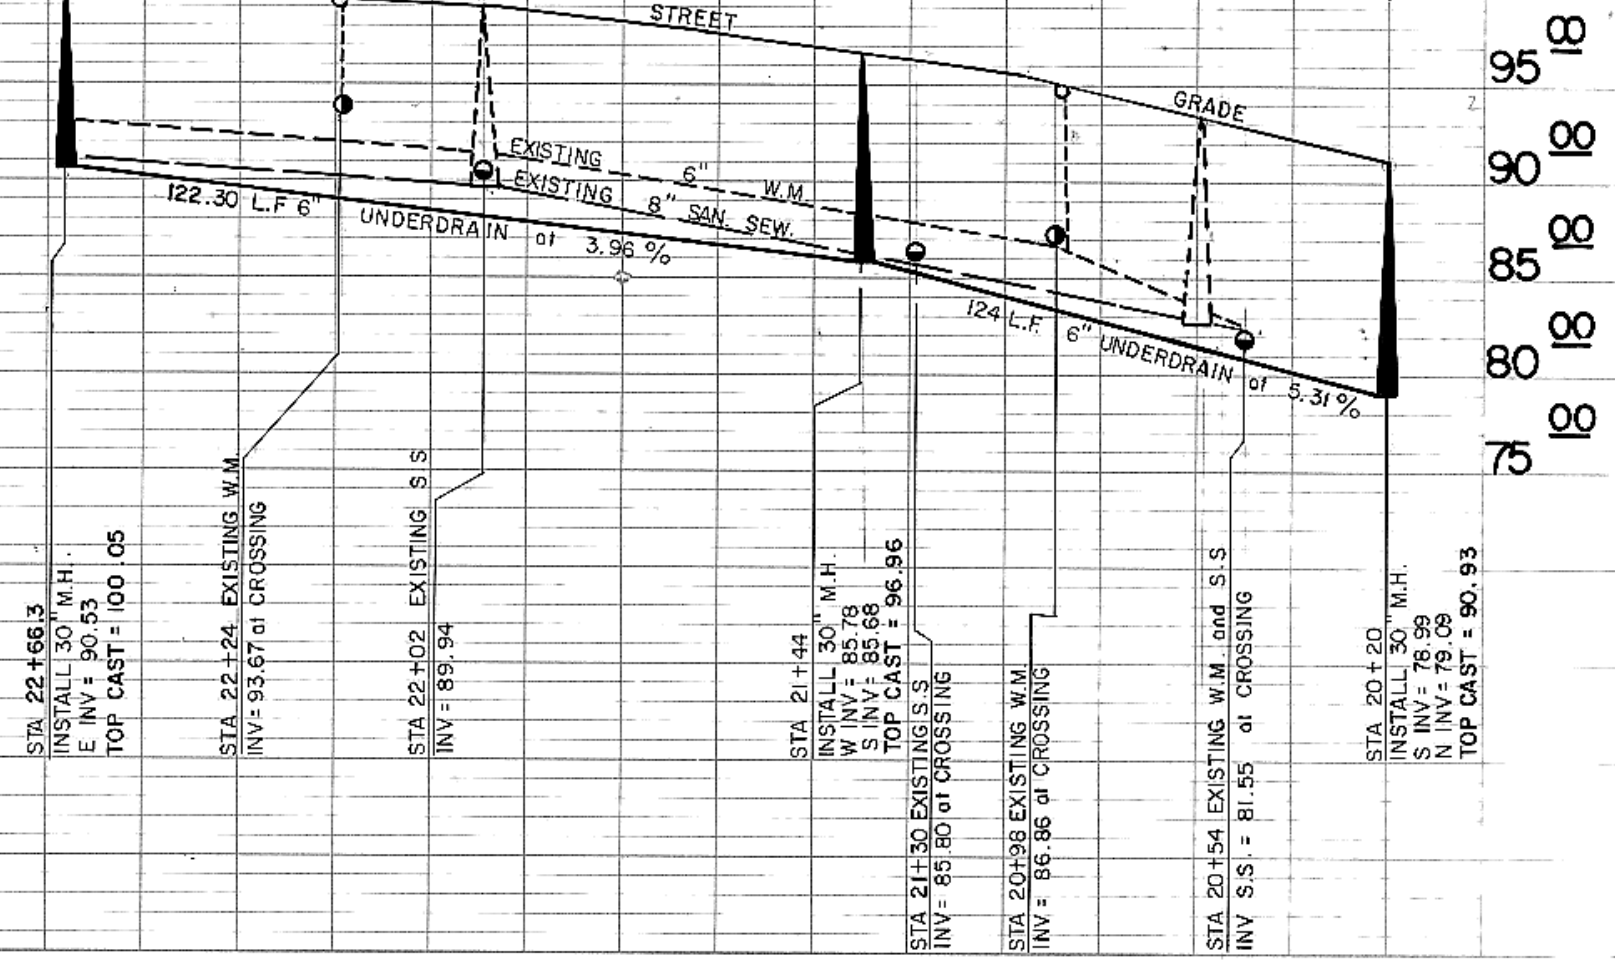 STREET
GRADE
95 00
90 00
85 00
80 00
75 00
EXISTING 6" W.M.
EXISTING 8" SAN. SEW.
122.30 L.F 6" UNDERDRAIN at 3.96 %
124 L.F. 6" UNDERDRAIN at 5.31 %
STA 22+66.3
INSTALL 30" M.H.
E INV = 90.53
TOP CAST = 100.05
STA 22+24 EXISTING W.M.
INV = 93.67 at CROSSING
STA 22+02 EXISTING S S
INV = 89.94
STA 21+44
INSTALL 30" M.H.
W INV = 85.78
S INV = 85.68
TOP CAST = 96.96
STA 21+30 EXISTING S.S
INV = 85.80 at CROSSING
STA 20+98 EXISTING W.M
INV = 86.86 at CROSSING
STA 20+54 EXISTING W.M. and S.S
INV S.S. = 81.55 at CROSSING
STA 20+20
INSTALL 30" M.H.
S INV = 78.99
N INV = 79.09
TOP CAST = 90.93